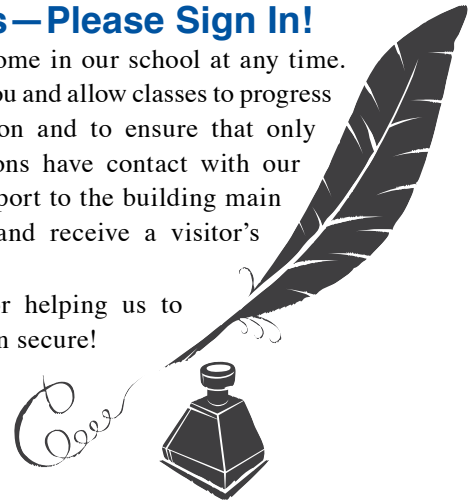 s—Please Sign In!
ome in our school at any time.
ou and allow classes to progress
on and to ensure that only
ons have contact with our
port to the building main
and receive a visitor’s
r helping us to
n secure!